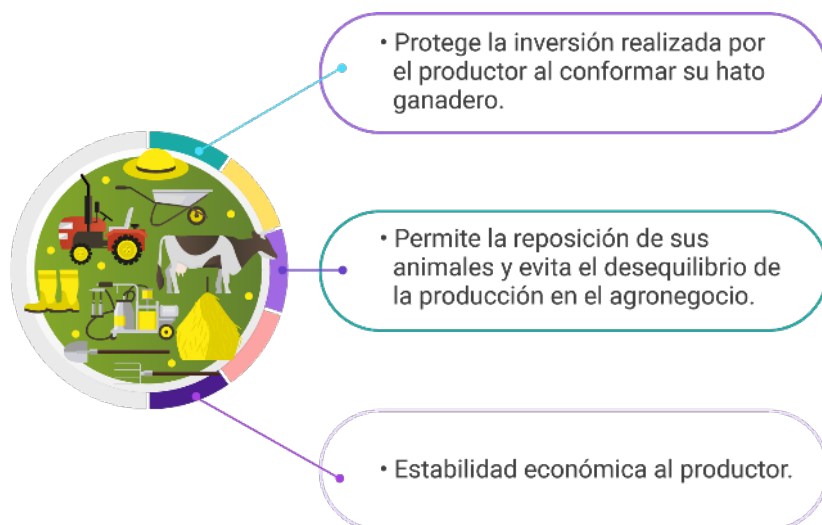 • Protege la inversión realizada por
el productor al conformar su hato
ganadero.
• Permite la reposición de sus
animales y evita el desequilibrio de
la producción en el agronegocio.
• Estabilidad económica al productor.